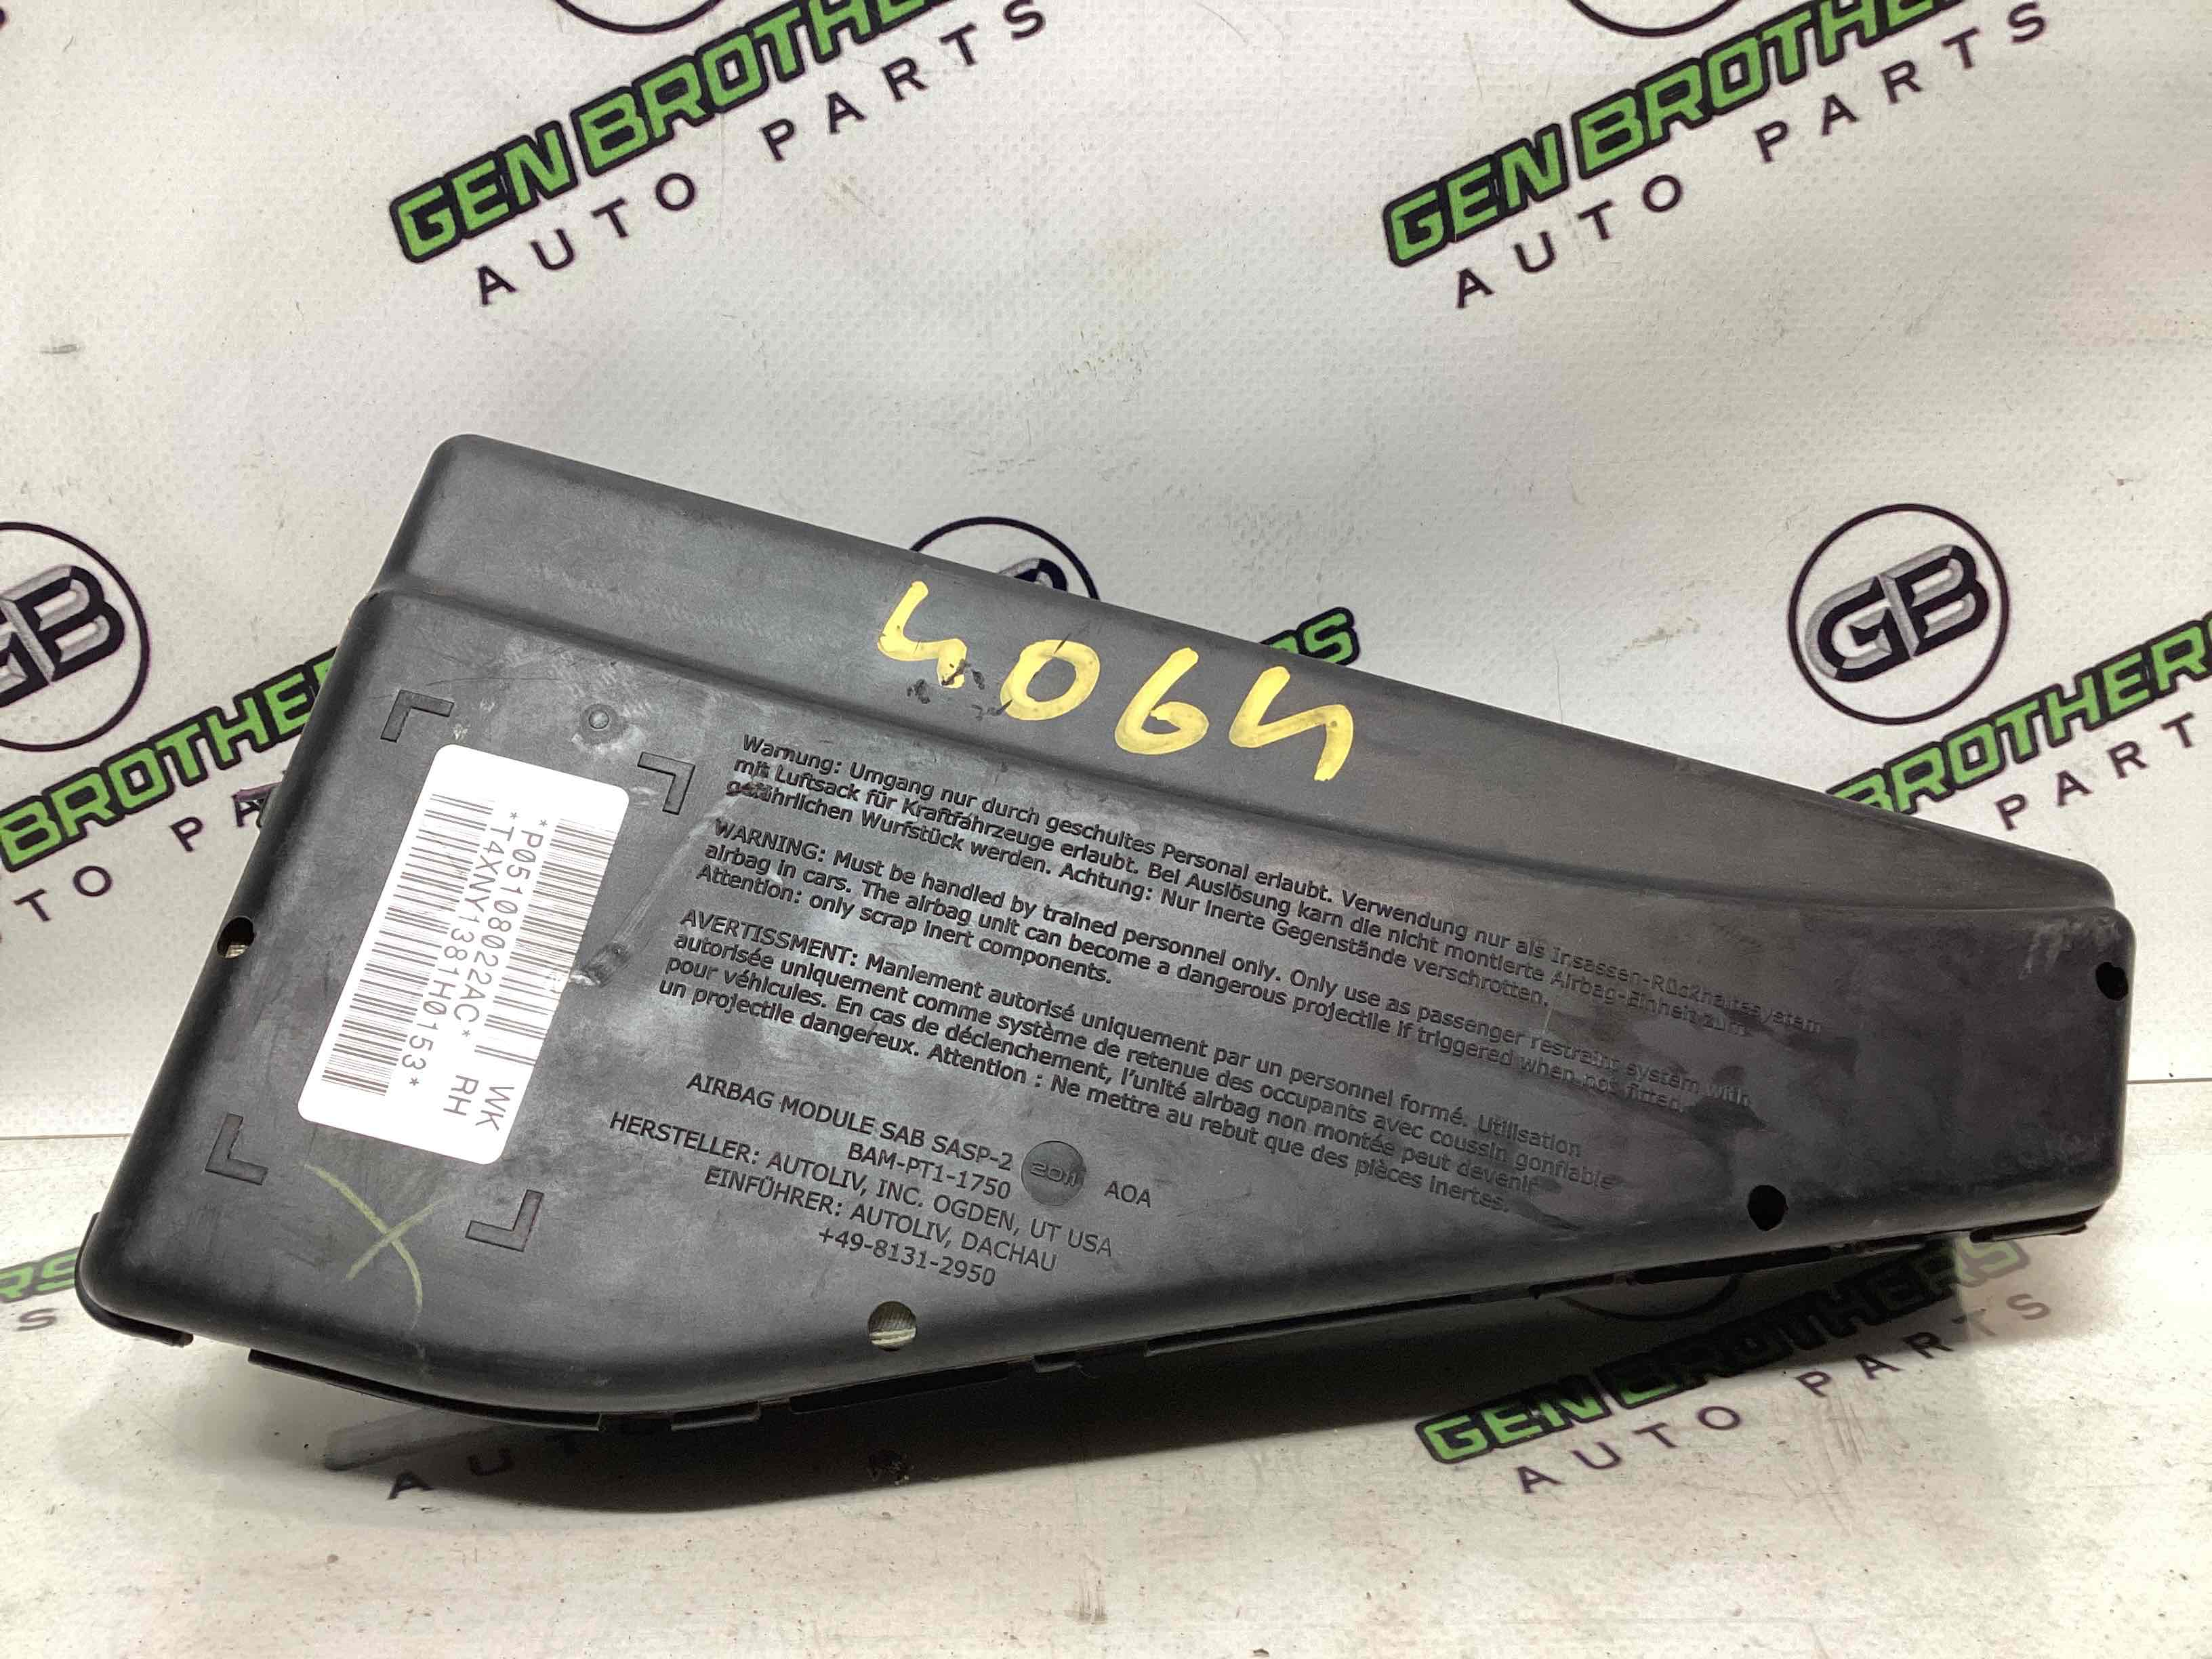 GEN BROTHERS
AUTO PARTS
GEN BROTHERS
AUTO PARTS
GB
GB
BROTHERS
BROTHERS
PARTS
4064
*P05108022AC* WK
*T4XNY1381H0153* RH
Warnung: Umgang nur durch geschultes Personal erlaubt. Verwendung nur als Insassen-Rückhaltesystem
mit Luftsack für Kraftfahrzeuge erlaubt. Bei Auslösung kann die nicht montierte Airbag-Einheit zum
gefährlichen Wurfstück werden. Achtung: Nur inerte Gegenstände verschrotten.
WARNING: Must be handled by trained personnel only. Only use as passenger restraint system with
airbag in cars. The airbag unit can become a dangerous projectile if triggered when not fitted.
Attention: only scrap inert components.
AVERTISSMENT: Maniement autorisé uniquement par un personnel formé. Utilisation
autorisée uniquement comme système de retenue des occupants avec coussin gonflable
pour véhicules. En cas de déclenchement, l'unité airbag non montée peut devenir
un projectile dangereux. Attention : Ne mettre au rebut que des pièces inertes.
AIRBAG MODULE SAB SASP-2
BAM-PT1-1750
2011
AOA
HERSTELLER: AUTOLIV, INC. OGDEN, UT USA
EINFÜHRER: AUTOLIV, DACHAU
+49-8131-2950
GEN BROTHERS
AUTO PARTS